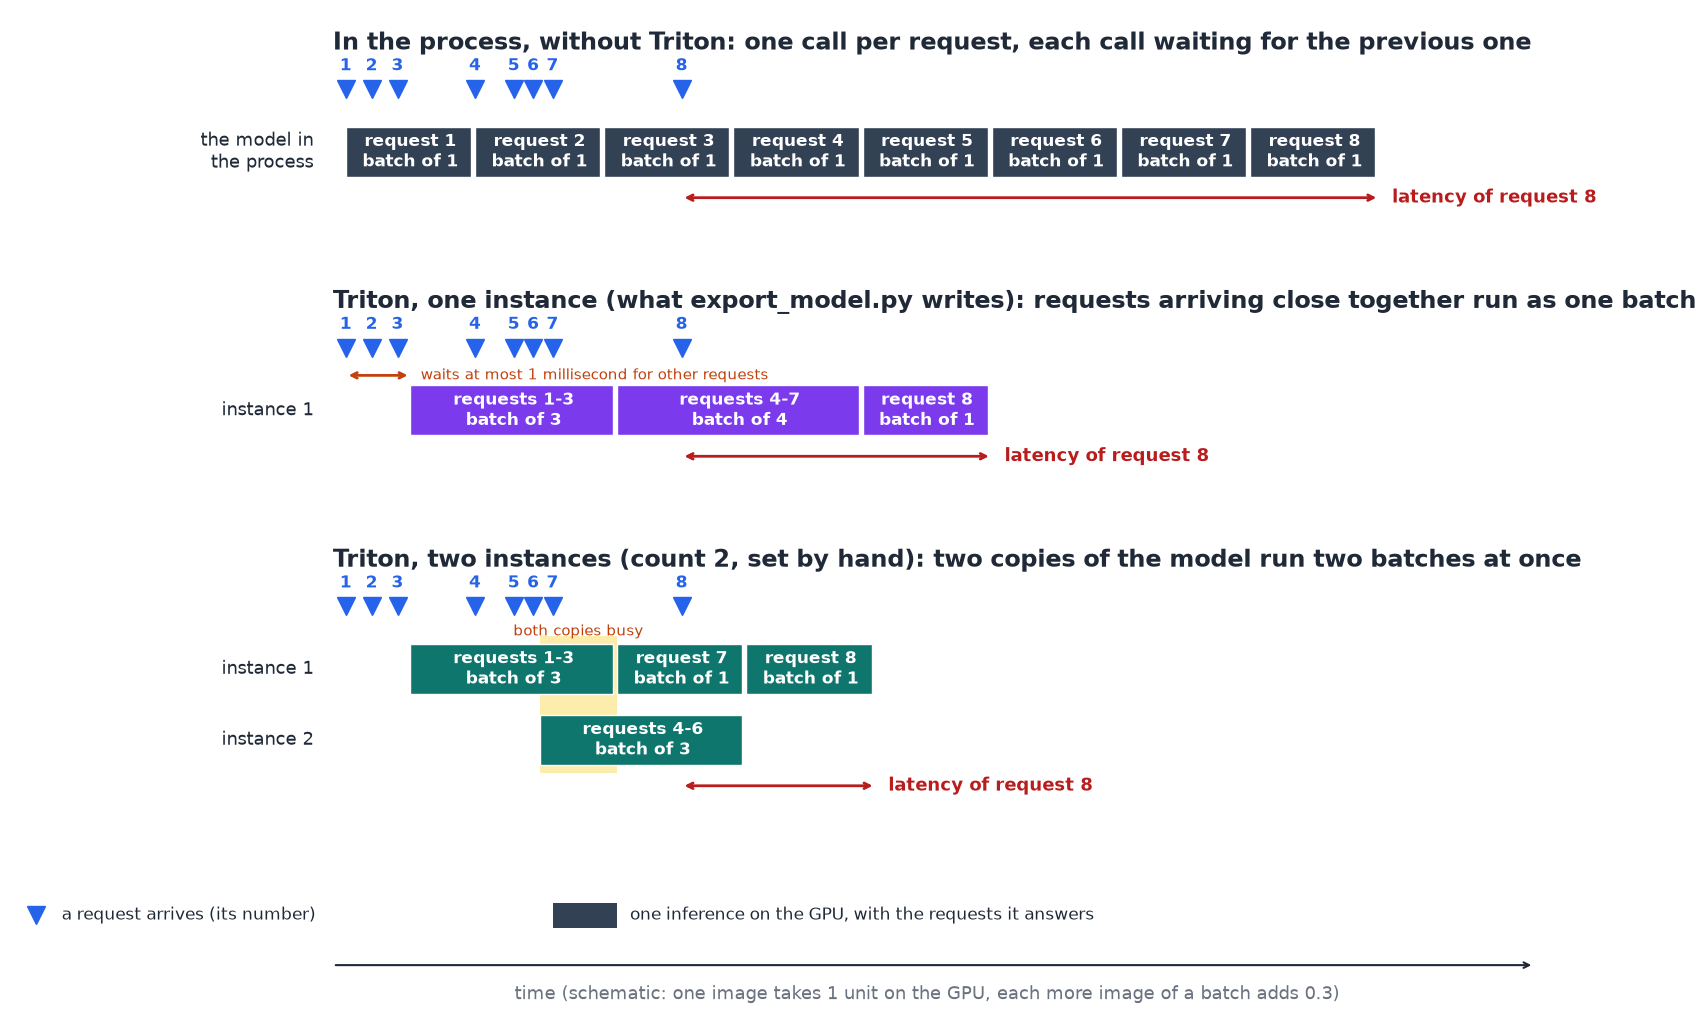 In the process, without Triton: one call per request, each call waiting for the previous one
1 2 3 4 5 6 7 8
the model in
the process
request 1
batch of 1
request 2
batch of 1
request 3
batch of 1
request 4
batch of 1
request 5
batch of 1
request 6
batch of 1
request 7
batch of 1
request 8
batch of 1
latency of request 8
Triton, one instance (what export_model.py writes): requests arriving close together run as one batch
1 2 3 4 5 6 7 8
waits at most 1 millisecond for other requests
instance 1
requests 1-3
batch of 3
requests 4-7
batch of 4
request 8
batch of 1
latency of request 8
Triton, two instances (count 2, set by hand): two copies of the model run two batches at once
1 2 3 4 5 6 7 8
both copies busy
instance 1
requests 1-3
batch of 3
request 7
batch of 1
request 8
batch of 1
instance 2
requests 4-6
batch of 3
latency of request 8
a request arrives (its number)
one inference on the GPU, with the requests it answers
time (schematic: one image takes 1 unit on the GPU, each more image of a batch adds 0.3)